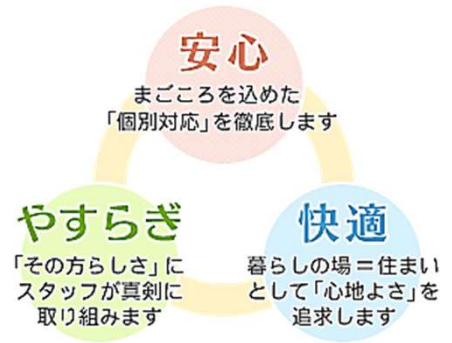 安心
まごころを込めた
「個別対応」を徹底します
やすらぎ
「その方らしさ」に
スタッフが真剣に
取り組みます
快適
暮らしの場＝住まい
として「心地よさ」を
追求します